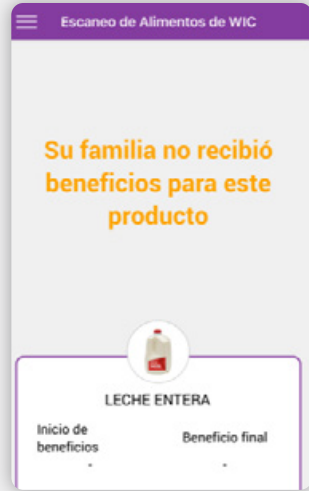 Escaneo de Alimentos de WIC
Su familia no recibió
beneficios para este
producto
LECHE ENTERA
Inicio de
beneficios
Beneficio final
-
-